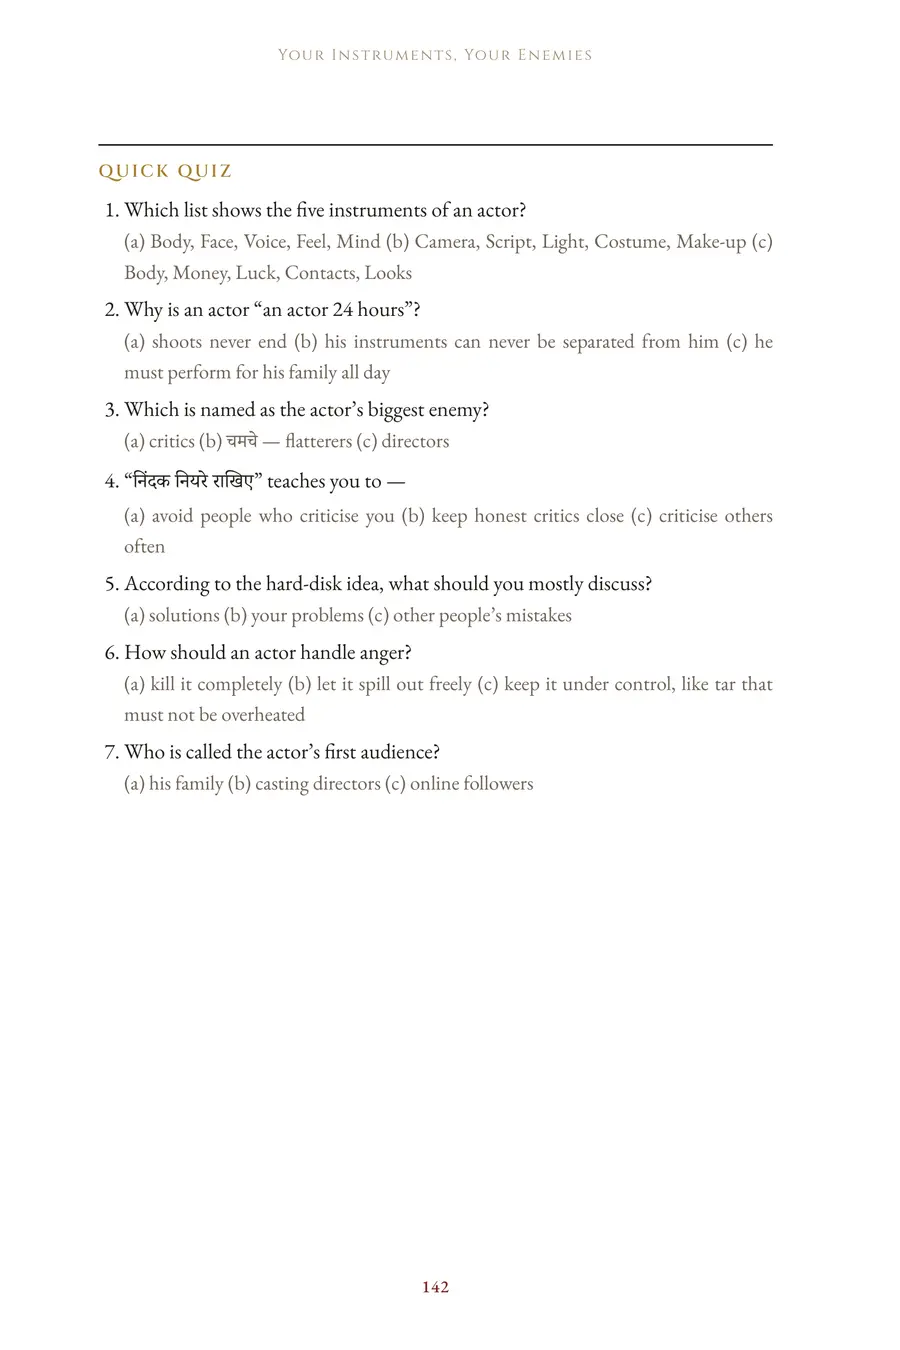 Your Instruments, Your Enemies
QUICK QUIZ
1. Which list shows the five instruments of an actor?
(a) Body, Face, Voice, Feel, Mind (b) Camera, Script, Light, Costume, Make-up (c)
Body, Money, Luck, Contacts, Looks
2. Why is an actor “an actor 24 hours”?
(a) shoots never end (b) his instruments can never be separated from him (c) he
must perform for his family all day
3. Which is named as the actor’s biggest enemy?
(a) critics (b) चमचे — flatterers (c) directors
4. “निंदक नियरे राखिए” teaches you to —
(a) avoid people who criticise you (b) keep honest critics close (c) criticise others
often
5. According to the hard-disk idea, what should you mostly discuss?
(a) solutions (b) your problems (c) other people’s mistakes
6. How should an actor handle anger?
(a) kill it completely (b) let it spill out freely (c) keep it under control, like tar that
must not be overheated
7. Who is called the actor’s first audience?
(a) his family (b) casting directors (c) online followers
142